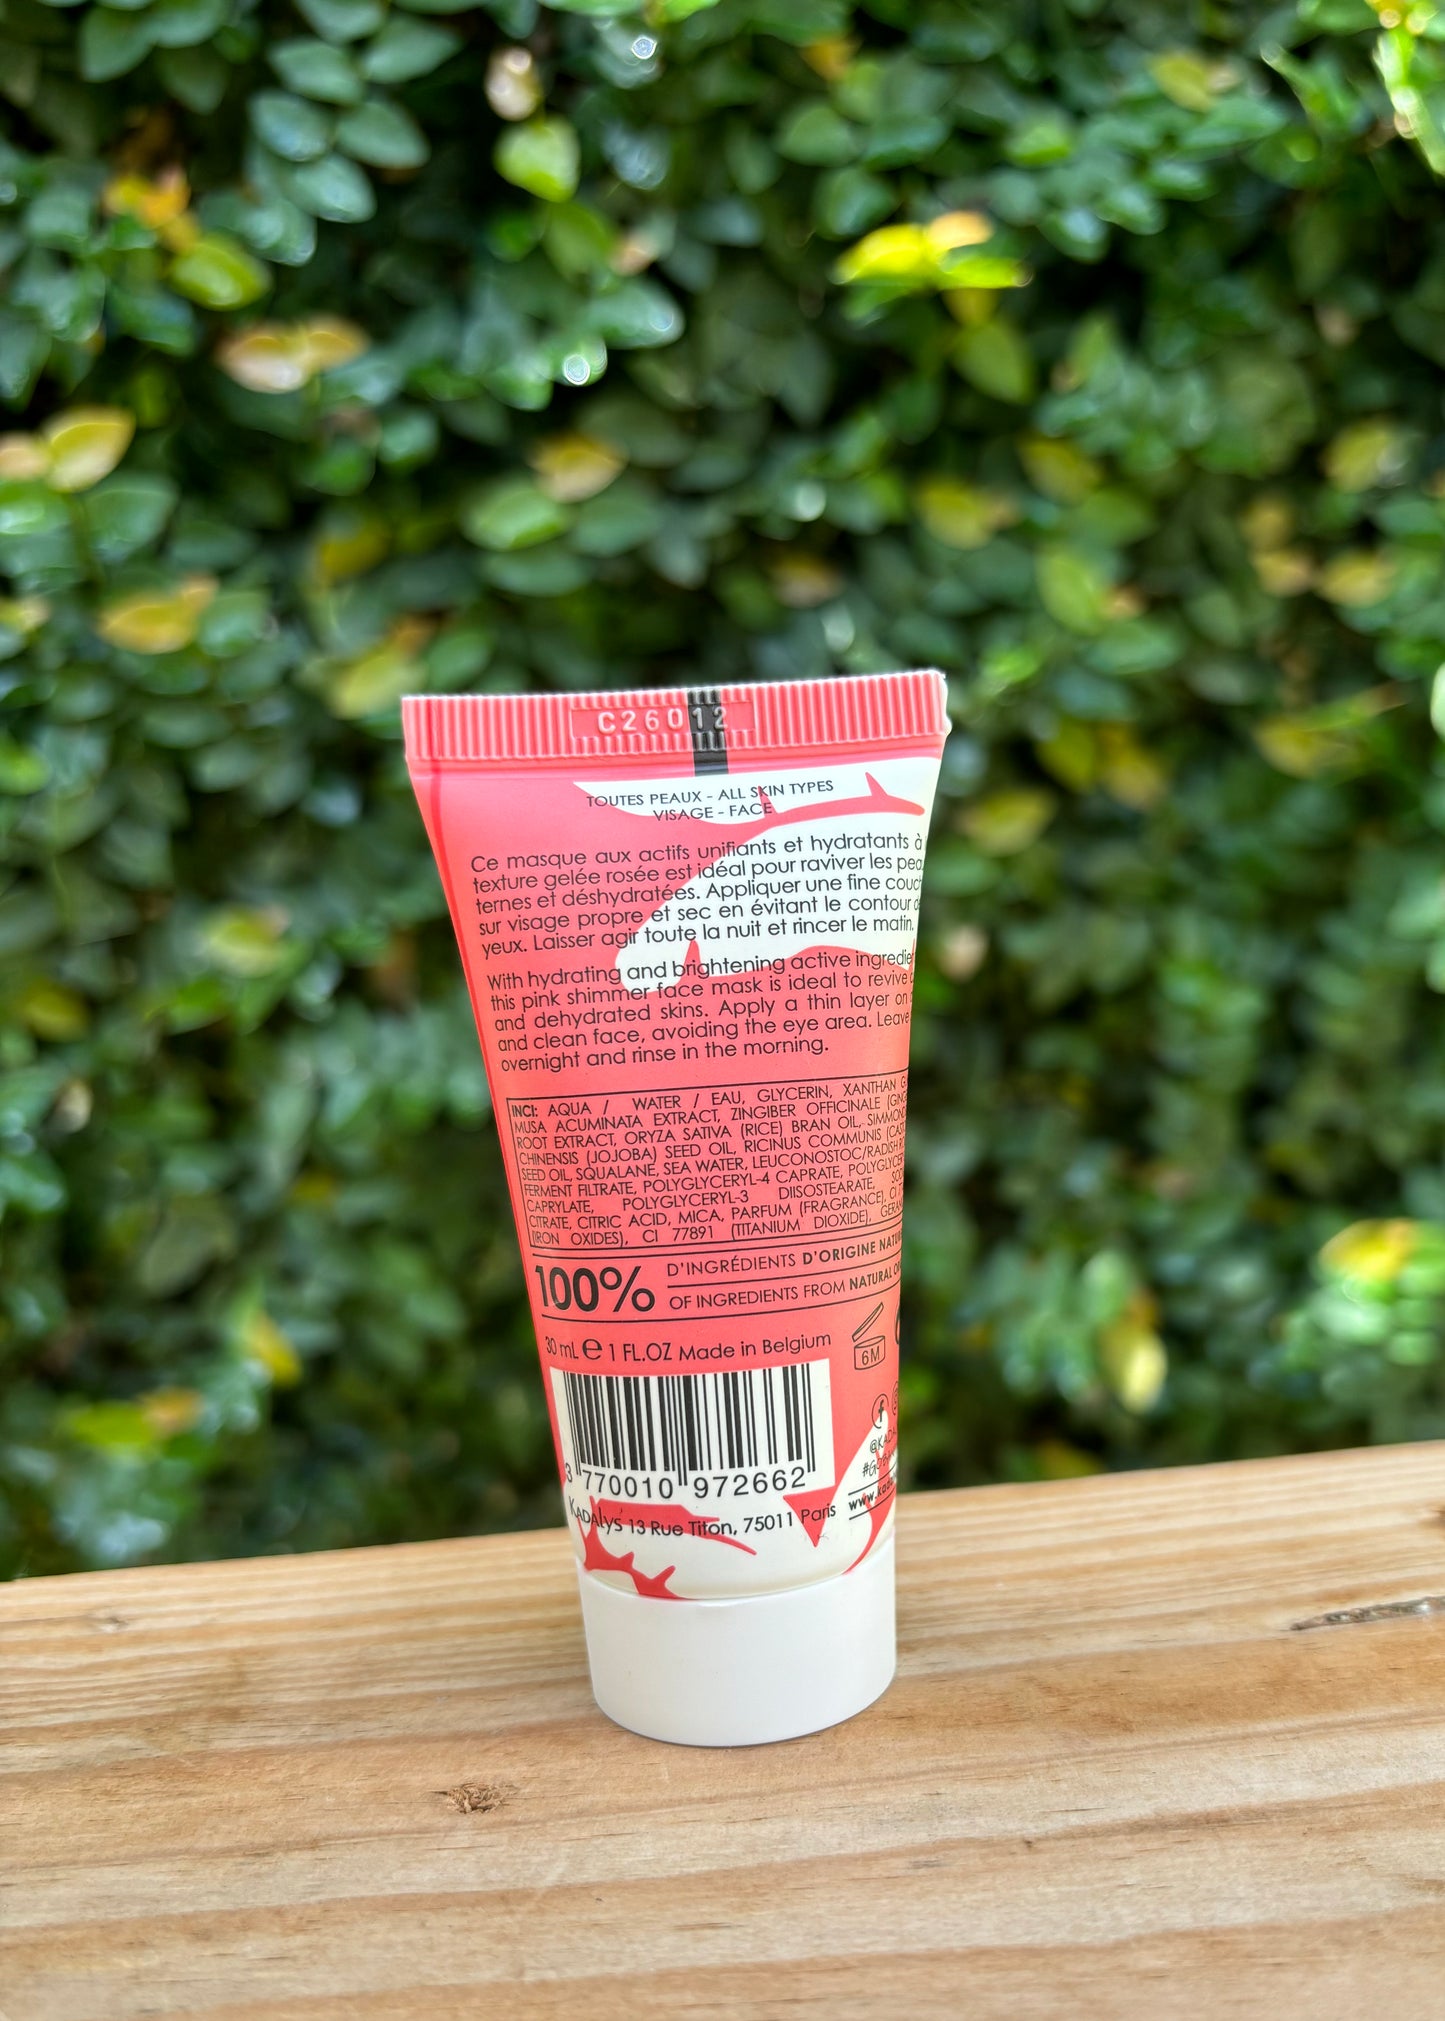 C26012
TOUTES PEAUX - ALL SKIN TYPES
VISAGE - FACE
Ce masque aux actifs unifiants et hydratants à
texture gelée rosée est idéal pour raviver les
ternes et déshydratées. Appliquer une fine
sur visage propre et sec en évitant le contour
yeux. Laisser agir toute la nuit et rincer le matin.
With hydrating and brightening active
this pink shimmer face mask is ideal to revive
and dehydrated skins. Apply a thin layer on
and clean face, avoiding the eye area. Leave
overnight and rinse in the morning.
INCI: AQUA / WATER / EAU, GLYCERIN, XANTHAN
MUSA ACUMINATA EXTRACT, ZINGIBER OFFICINALE
ROOT EXTRACT, ORYZA SATIVA (RICE) BRAN OIL,
CHINENSIS (JOJOBA) SEED OIL, RICINUS COMMUNIS
SEED OIL, SQUALANE, SEA WATER, LEUCONOSTOC/RADISH
FERMENT FILTRATE, POLYGLYCERYL-4 CAPRATE,
CAPRYLATE, POLYGLYCERYL-3 DIISOSTEARATE,
CITRATE, CITRIC ACID, MICA, PARFUM (FRAGRANCE), CI
(IRON OXIDES), CI 77891 (TITANIUM DIOXIDE),
100%
D'INGRÉDIENTS D'ORIGINE
OF INGREDIENTS FROM NATURAL
30 mL e 1 FL.OZ Made in Belgium
6M
3 770010 972662
KADALYS 13 Rue Titon, 75011 Paris